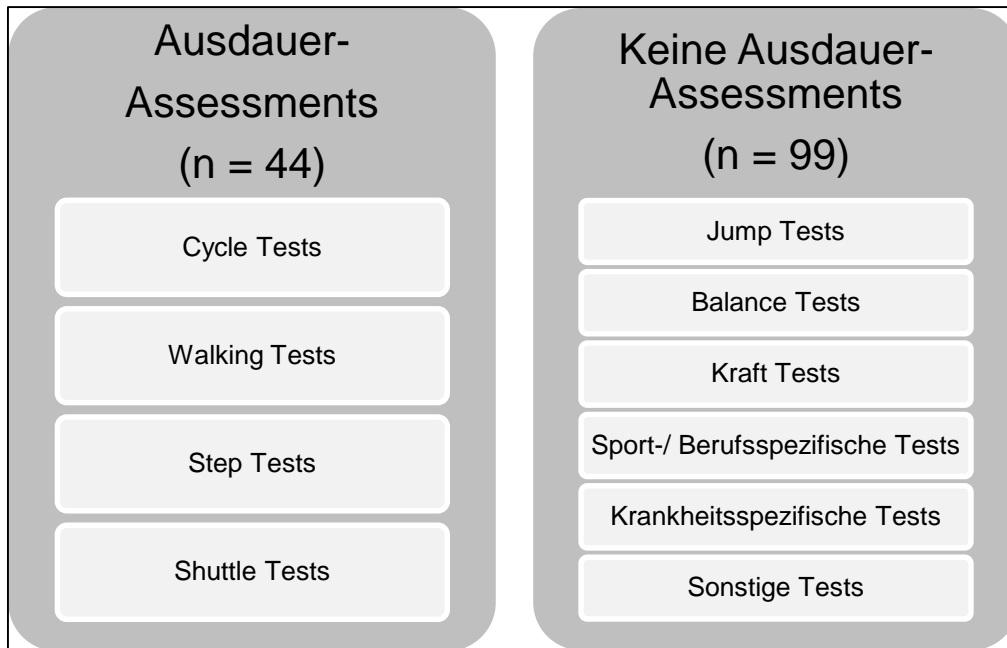 Ausdauer-
Assessments
(n = 44)
Cycle Tests
Walking Tests
Step Tests
Shuttle Tests
Keine Ausdauer-
Assessments
(n = 99)
Jump Tests
Balance Tests
Kraft Tests
Sport-/ Berufsspezifische Tests
Krankheitsspezifische Tests
Sonstige Tests